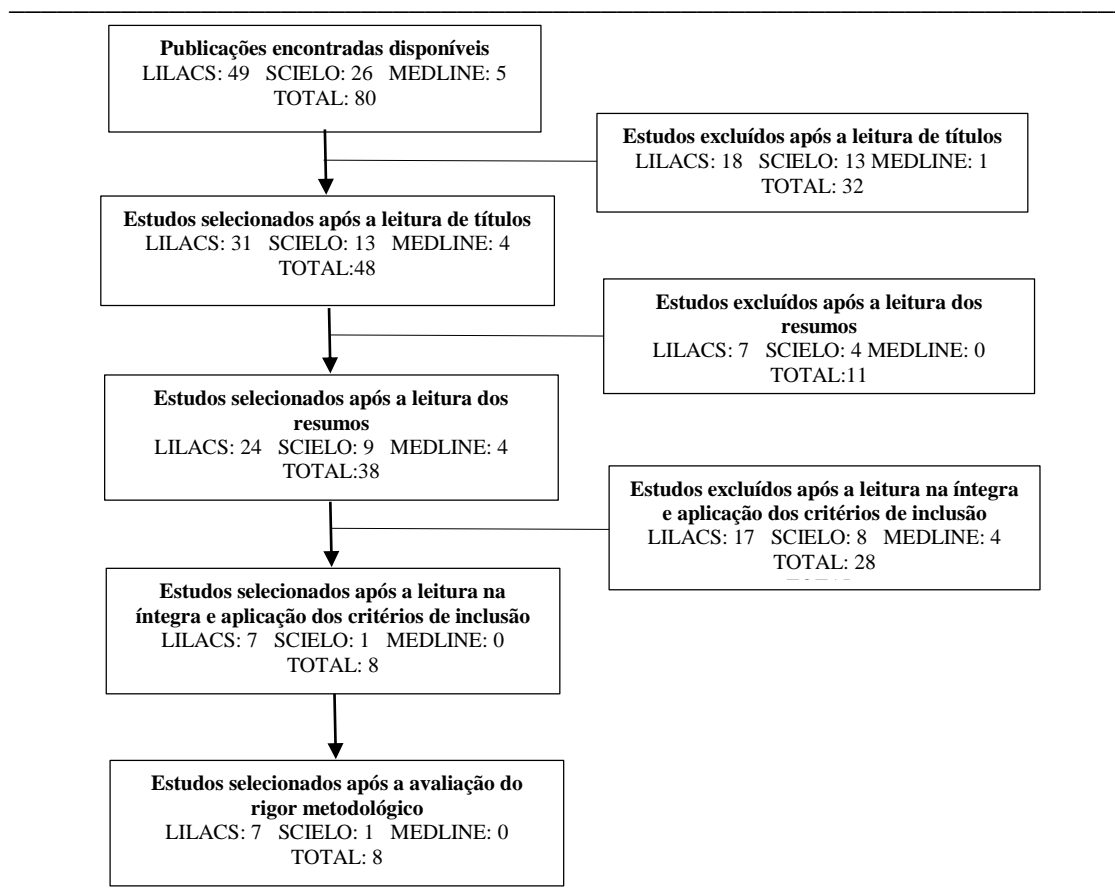 Publicações encontradas disponíveis
LILACS: 49 SCIELO: 26 MEDLINE: 5
TOTAL: 80
Estudos excluídos após a leitura de títulos
LILACS: 18 SCIELO: 13 MEDLINE: 1
TOTAL: 32
Estudos selecionados após a leitura de títulos
LILACS: 31 SCIELO: 13 MEDLINE: 4
TOTAL:48
Estudos excluídos após a leitura dos
resumos
LILACS: 7 SCIELO: 4 MEDLINE: 0
TOTAL:11
Estudos selecionados após a leitura dos
resumos
LILACS: 24 SCIELO: 9 MEDLINE: 4
TOTAL:38
Estudos excluídos após a leitura na íntegra
e aplicação dos critérios de inclusão
LILACS: 17 SCIELO: 8 MEDLINE: 4
TOTAL: 28
Estudos selecionados após a leitura na
íntegra e aplicação dos critérios de inclusão
LILACS: 7 SCIELO: 1 MEDLINE: 0
TOTAL: 8
Estudos selecionados após a avaliação do
rigor metodológico
LILACS: 7 SCIELO: 1 MEDLINE: 0
TOTAL: 8